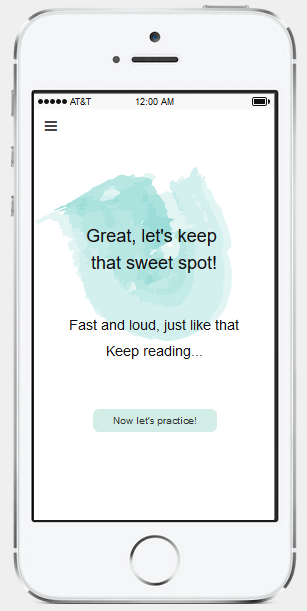 AT&T 12:00 AM
Great, let's keep
that sweet spot!
Fast and loud, just like that
Keep reading...
Now let's practice!